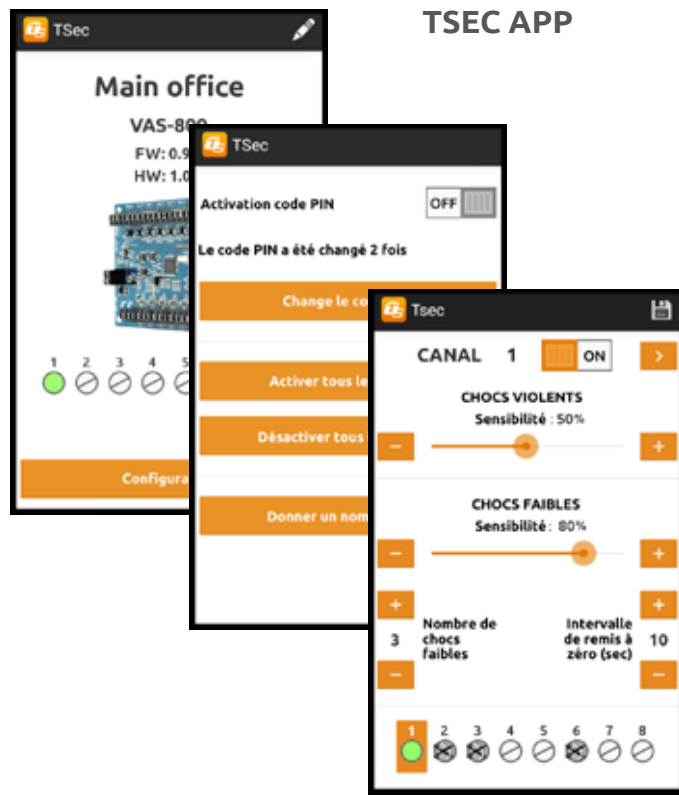 TSEC APP
TSec
Main office
VAS-800
FW: 0.9
HW: 1.0
1 2 3 4 5
Configura
TSec
Activation code PIN OFF
Le code PIN a été changé 2 fois
Change le co
Activer tous le
Dèsactiver tous
Donner un nom
Tsec
CANAL 1 ON >
CHOCS VIOLENTS
Sensibilité : 50%
− +
CHOCS FAIBLES
Sensibilité : 80%
− +
+ +
Nombre de Intervalle
3 chocs de remis à 10
faibles zéro (sec)
− −
1 2 3 4 5 6 7 8